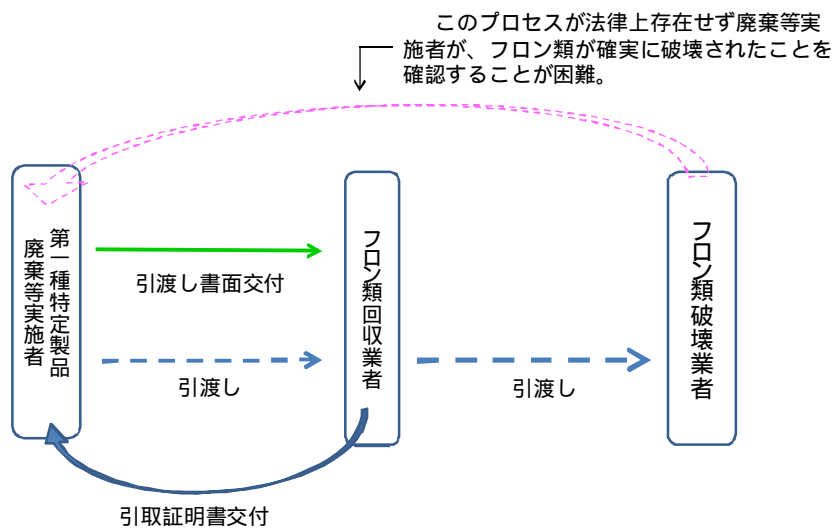 このプロセスが法律上存在せず廃棄等実
施者が、フロン類が確実に破壊されたことを
確認することが困難。
第一種特定製品
廃棄等実施者
引渡し書面交付
引渡し
フロン類回収業者
引渡し
フロン類破壊業者
引取証明書交付